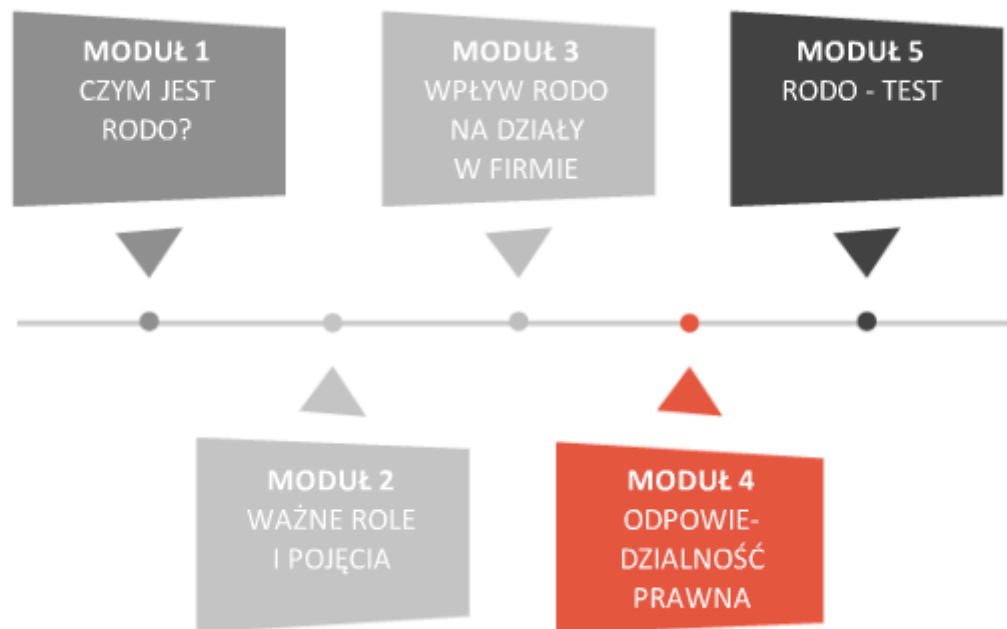 MODUŁ 1
CZYM JEST
RODO?
MODUŁ 2
WAŻNE ROLE
I POJĘCIA
MODUŁ 3
WPŁYW RODO
NA DZIAŁY
W FIRMIE
MODUŁ 4
ODPOWIE-
DZIALNOŚĆ
PRAWNA
MODUŁ 5
RODO - TEST